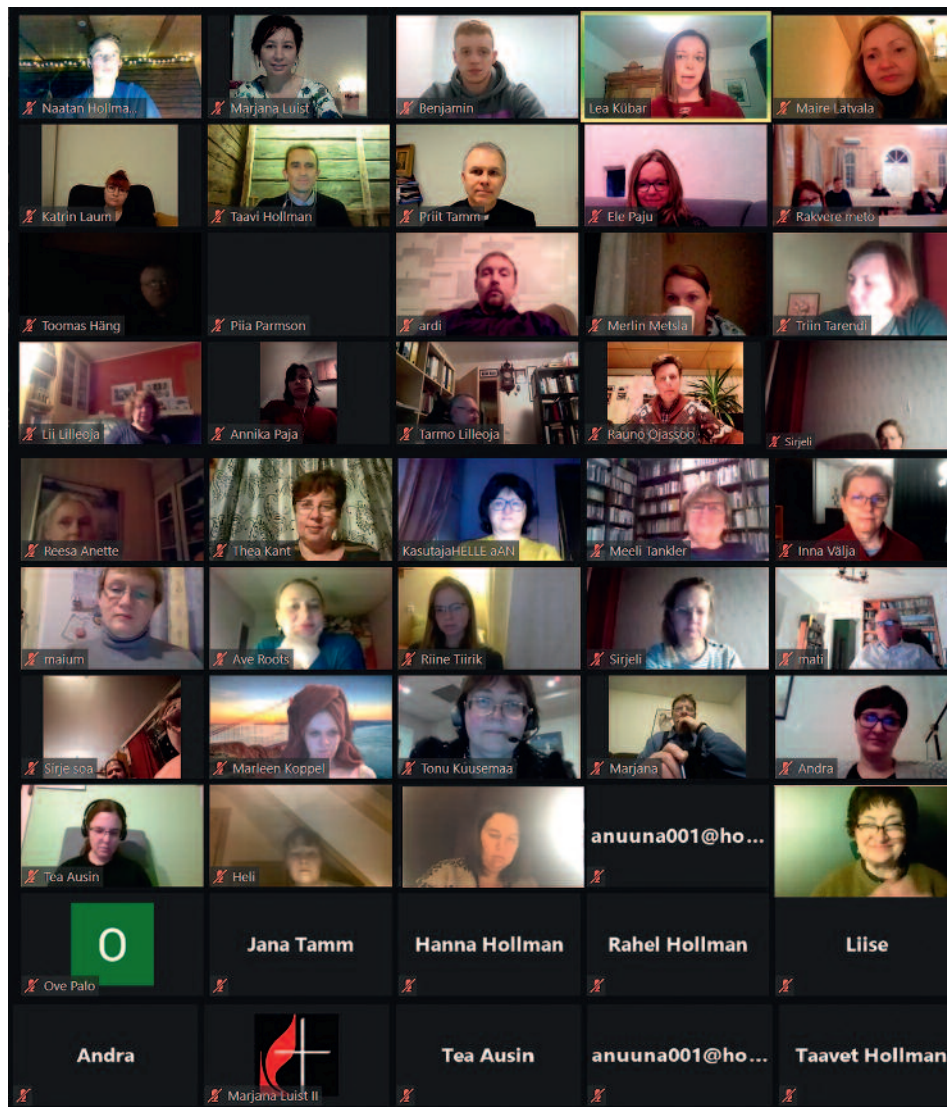 Naatan Hollma...
Marjana Luist
Benjamin
Lea Kübar
Maire Latvala
Katrin Laum
Taavi Hollman
Priit Tamm
Ele Paju
Rakvere meto
Toomas Häng
Piia Parmson
ardi
Merlin Metsla
Triin Tarendi
Lii Lilleoja
Annika Paja
Tarmo Lilleoja
Rauno Ojassoo
Sirjeli
Reesa Anette
Thea Kant
KasutajaHELLE aAN
Meeli Tankler
Inna Välja
maium
Ave Roots
Riine Tiirik
Sirjeli
mati
Sirje soa
Marleen Koppel
Tonu Kuusemaa
Marjana
Andra
Tea Ausin
Heli
anuuna001@ho...
O
Ove Palo
Jana Tamm
Hanna Hollman
Rahel Hollman
Liise
Andra
Marjana Luist II
Tea Ausin
anuuna001@ho...
Taavet Hollman